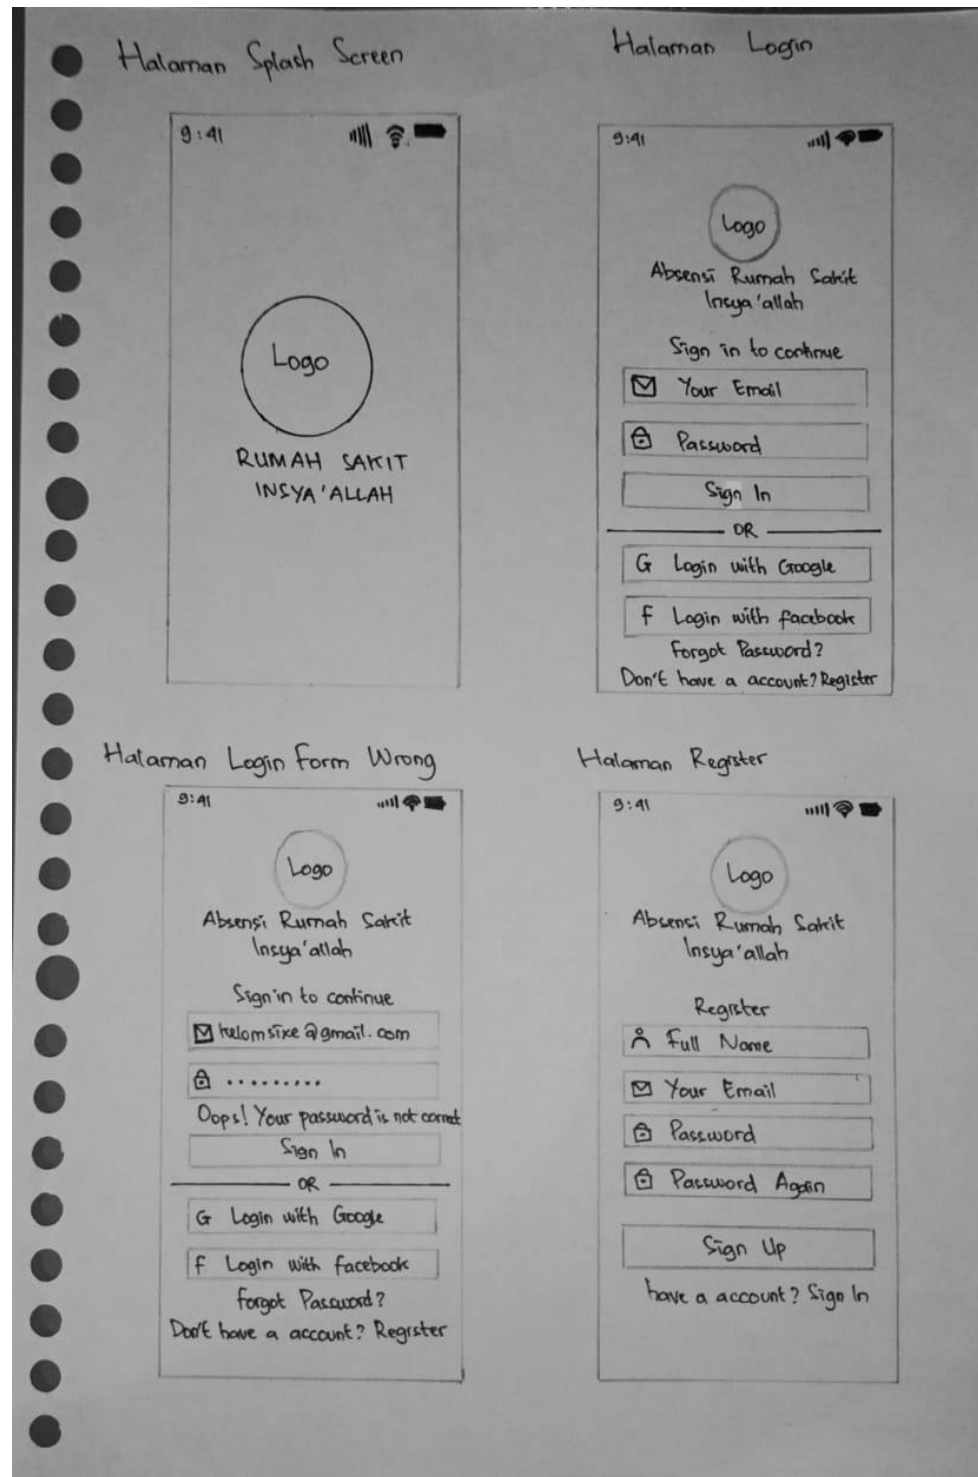 Halaman Splash Screen
9:41
Logo
RUMAH SAKIT
INSYA'ALLAH
Halaman Login
9:41
Logo
Absensi Rumah Sakit
Insya'allah
Sign in to continue
Your Email
Password
Sign In
OR
G Login with Google
f Login with facebook
Forgot Password?
Don't have a account? Register
Halaman Login Form Wrong
9:41
Logo
Absensi Rumah Sakit
Insya'allah
Sign in to continue
kelomsixe@gmail.com
.........
Oops! Your password is not correct
Sign In
OR
G Login with Google
f Login with facebook
Forgot Password?
Don't have a account? Register
Halaman Register
9:41
Logo
Absensi Rumah Sakit
Insya'allah
Register
Full Name
Your Email
Password
Password Again
Sign Up
have a account? Sign In